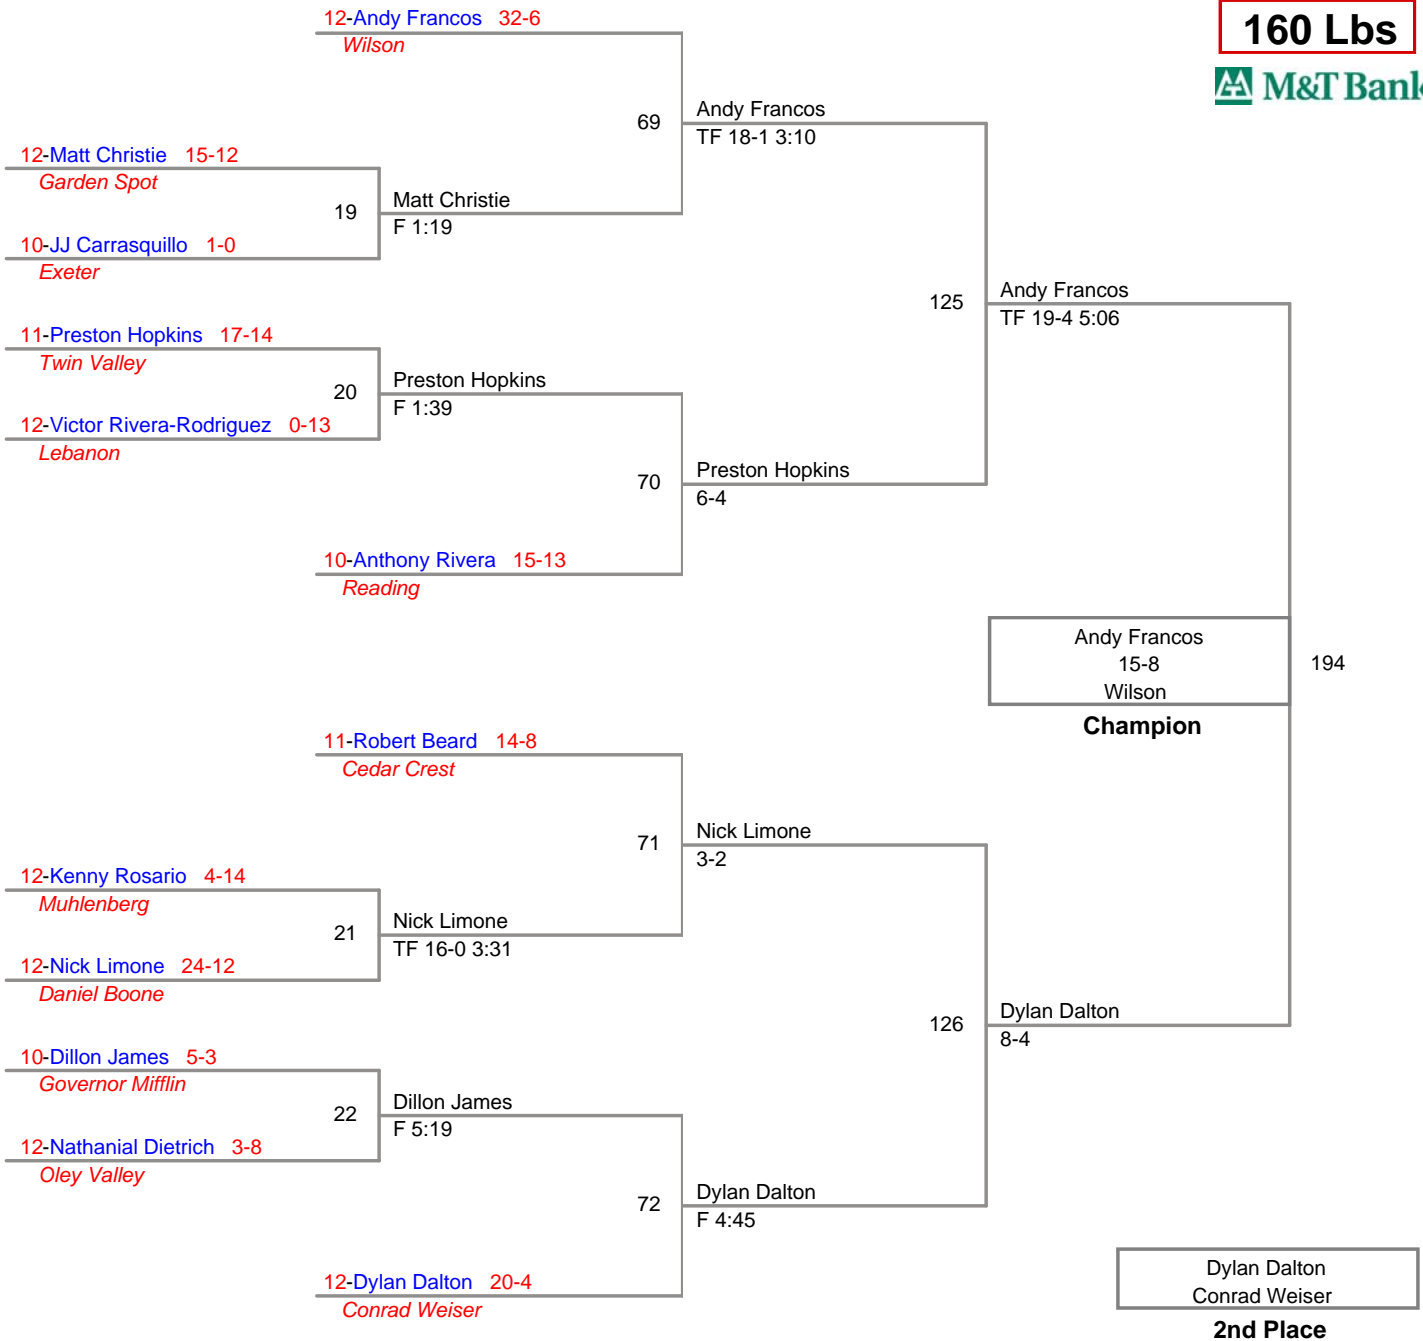 12-Andy Francos 32-6
160 Lbs
Wilson
M&T Bank
69
Andy Francos
TF 18-1 3:10
12-Matt Christie 15-12
Garden Spot
19
Matt Christie
F 1:19
10-JJ Carrasquillo 1-0
Exeter
125
Andy Francos
TF 19-4 5:06
11-Preston Hopkins 17-14
Twin Valley
20
Preston Hopkins
F 1:39
12-Victor Rivera-Rodriguez 0-13
Lebanon
70
Preston Hopkins
6-4
10-Anthony Rivera 15-13
Reading
Andy Francos
15-8
Wilson
194
Champion
11-Robert Beard 14-8
Cedar Crest
71
Nick Limone
3-2
12-Kenny Rosario 4-14
Muhlenberg
21
Nick Limone
TF 16-0 3:31
12-Nick Limone 24-12
Daniel Boone
126
Dylan Dalton
8-4
10-Dillon James 5-3
Governor Mifflin
22
Dillon James
F 5:19
12-Nathanial Dietrich 3-8
Oley Valley
72
Dylan Dalton
F 4:45
12-Dylan Dalton 20-4
Conrad Weiser
Dylan Dalton
Conrad Weiser
2nd Place